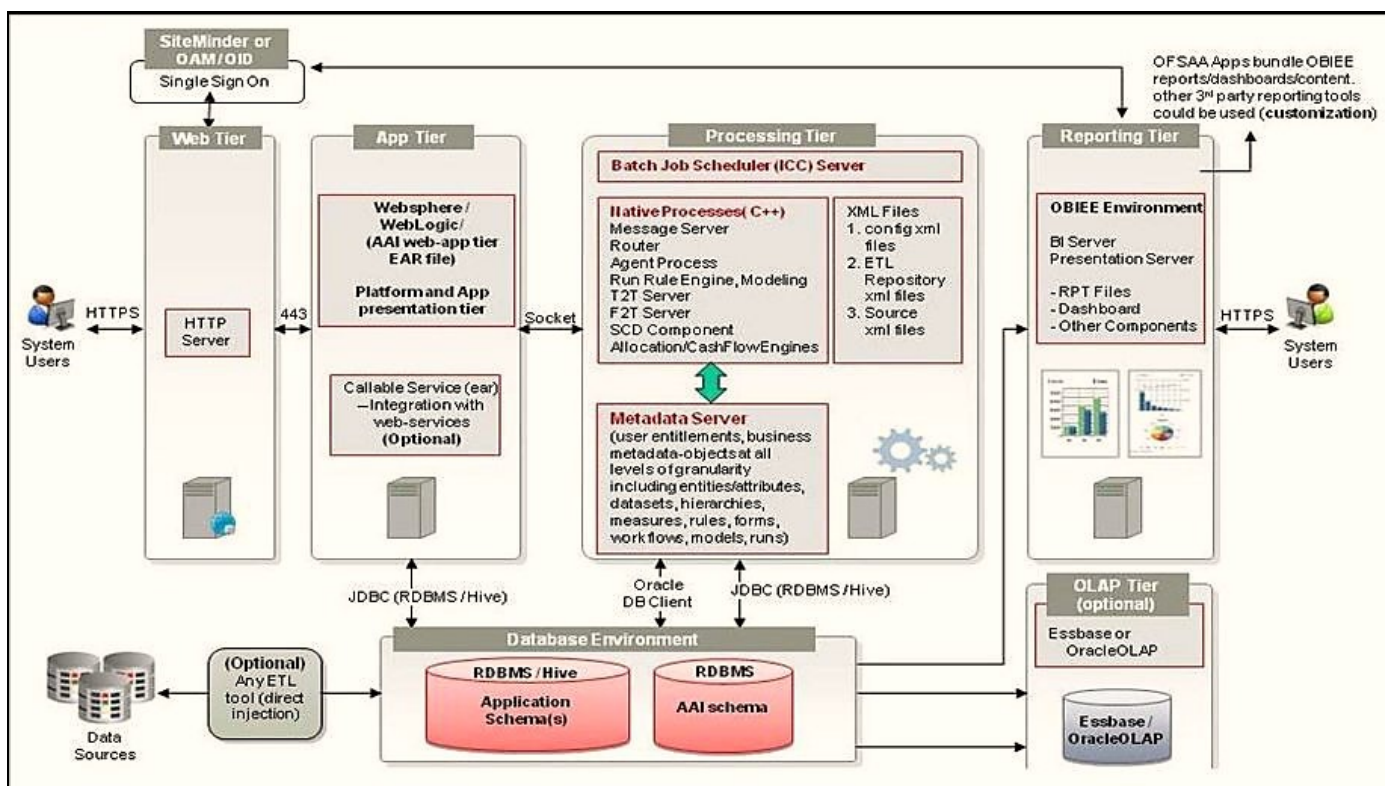 SiteMinder or
OAM/OID
Single Sign On
OFSAA Apps bundle OBIEE
reports/dashboards/content.
other 3rd party reporting tools
could be used (customization)
Web Tier
HTTP
Server
App Tier
Websphere /
WebLogic/
(AAI web-app tier
EAR file)
Platform and App
presentation tier
Callable Service (ear)
—Integration with
web-services
(Optional)
Processing Tier
Batch Job Scheduler (ICC) Server
Native Processes( C++)
Message Server
Router
Agent Process
Run Rule Engine, Modeling
T2T Server
F2T Server
SCD Component
Allocation/CashFlowEngines
XML Files
1. config xml
files
2. ETL
Repository
xml files
3. Source
xml files
Metadata Server
(user entitlements, business
metadata-objects at all
levels of granularity
including entities/attributes,
datasets, hierarchies,
measures, rules, forms,
workflows, models, runs)
Reporting Tier
OBIEE Environment
BI Server
Presentation Server
- RPT Files
- Dashboard
- Other Components
System
Users
HTTPS
443
Socket
HTTPS
System
Users
JDBC (RDBMS / Hive)
Oracle
DB Client
JDBC (RDBMS / Hive)
OLAP Tier
(optional)
Essbase or
OracleOLAP
Essbase /
OracleOLAP
Database Environment
RDBMS / Hive
Application
Schema(s)
RDBMS
AAI schema
(Optional)
Any ETL
tool (direct
injection)
Data
Sources